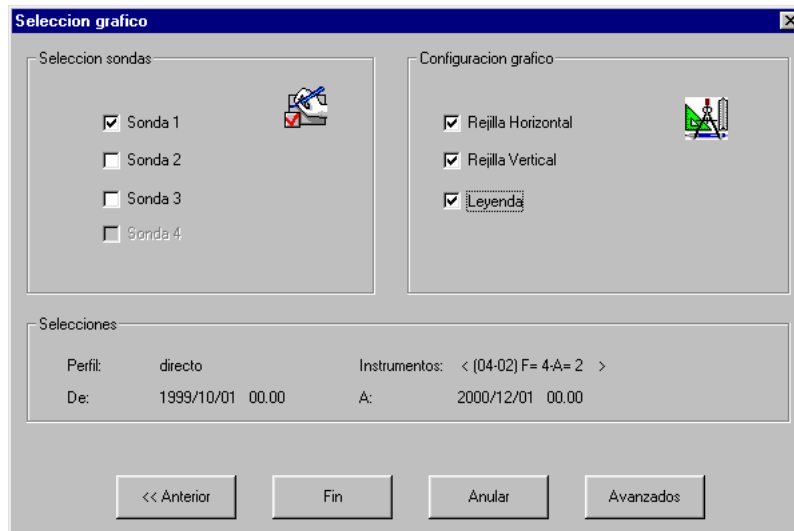 Seleccion grafico
Seleccion sondas
Sonda 1
Sonda 2
Sonda 3
Sonda 4
Configuracion grafico
Rejilla Horizontal
Rejilla Vertical
Leyenda
Selecciones
Perfil: directo Instrumentos: < (04-02) F= 4-A= 2 >
De: 1999/10/01 00.00 A: 2000/12/01 00.00
<< Anterior Fin Anular Avanzados